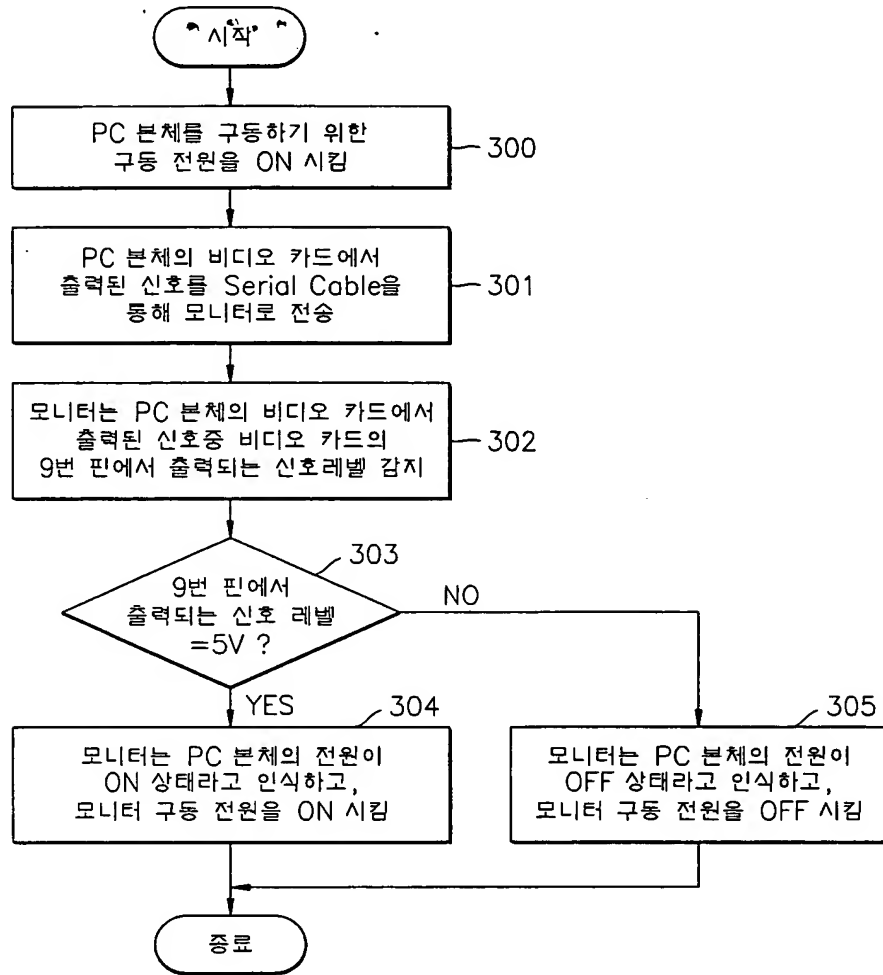 시작
PC 본체를 구동하기 위한
구동 전원을 ON 시킴
300
PC 본체의 비디오 카드에서
출력된 신호를 Serial Cable을
통해 모니터로 전송
301
모니터는 PC 본체의 비디오 카드에서
출력된 신호중 비디오 카드의
9번 핀에서 출력되는 신호레벨 감지
302
303
9번 핀에서
출력되는 신호 레벨
=5V ?
NO
YES
304
모니터는 PC 본체의 전원이
ON 상태라고 인식하고,
모니터 구동 전원을 ON 시킴
305
모니터는 PC 본체의 전원이
OFF 상태라고 인식하고,
모니터 구동 전원을 OFF 시킴
종료